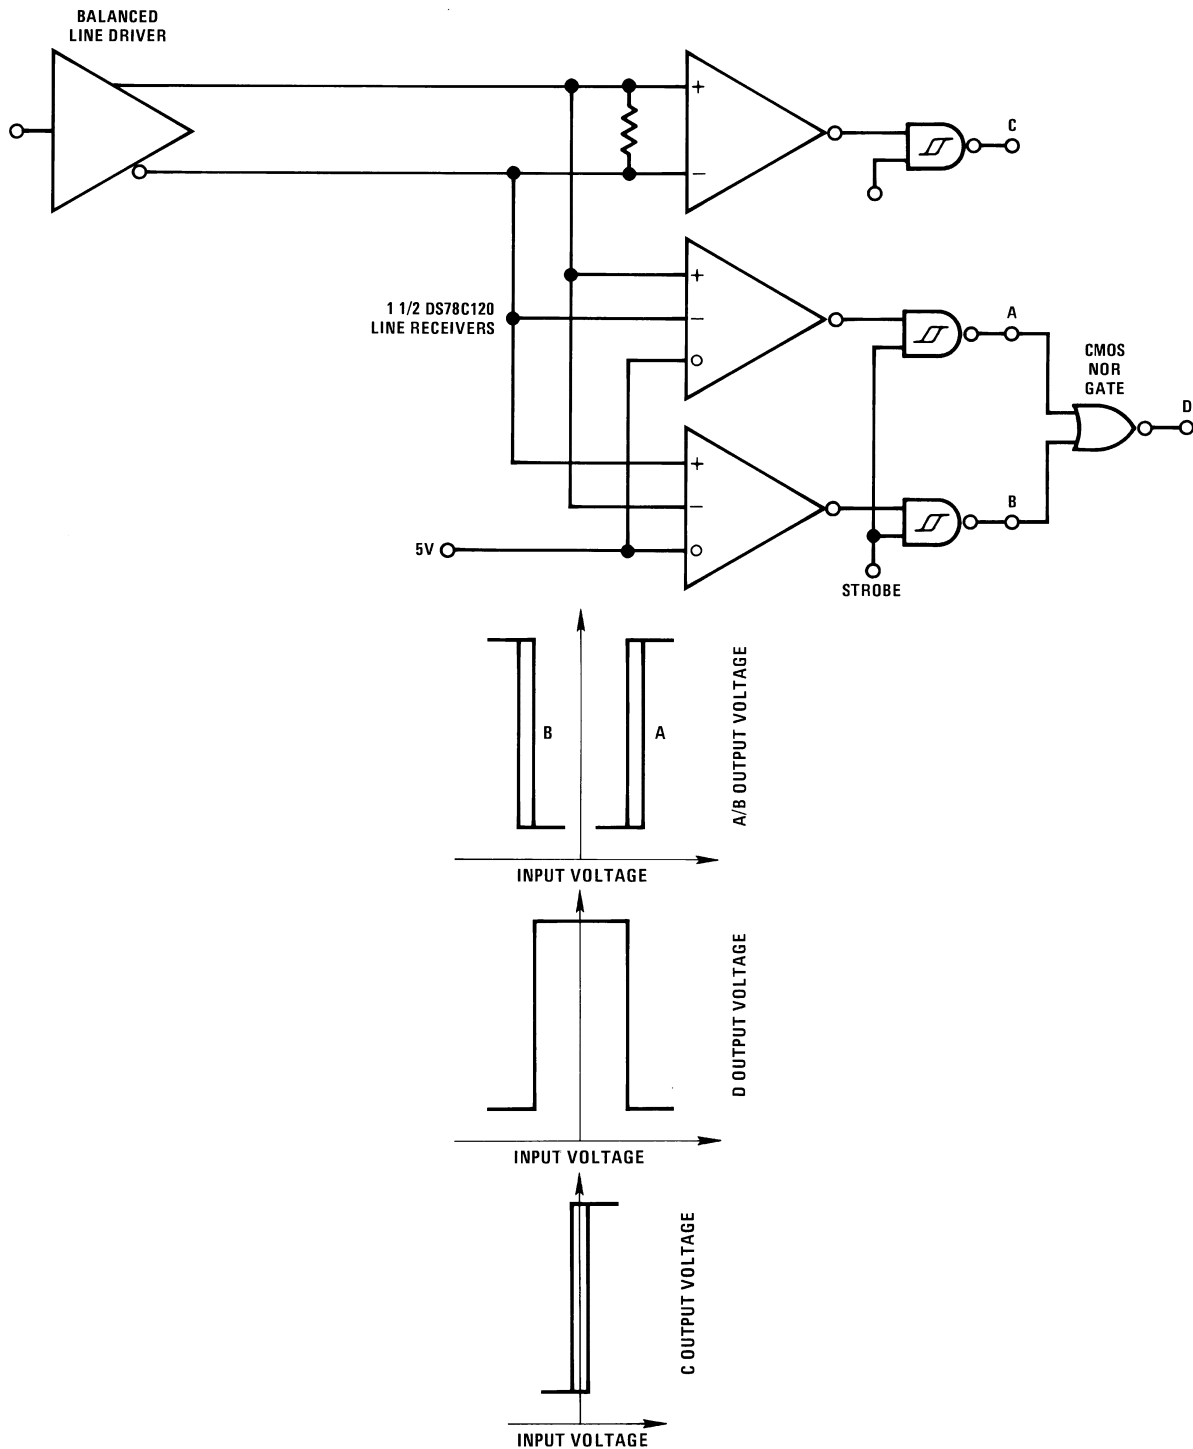 BALANCED
LINE DRIVER
+
−
C
1 1/2 DS78C120
LINE RECEIVERS
+
−
A
CMOS
NOR
GATE
D
+
−
B
5V
STROBE
B
A
A/B OUTPUT VOLTAGE
INPUT VOLTAGE
D OUTPUT VOLTAGE
INPUT VOLTAGE
C OUTPUT VOLTAGE
INPUT VOLTAGE